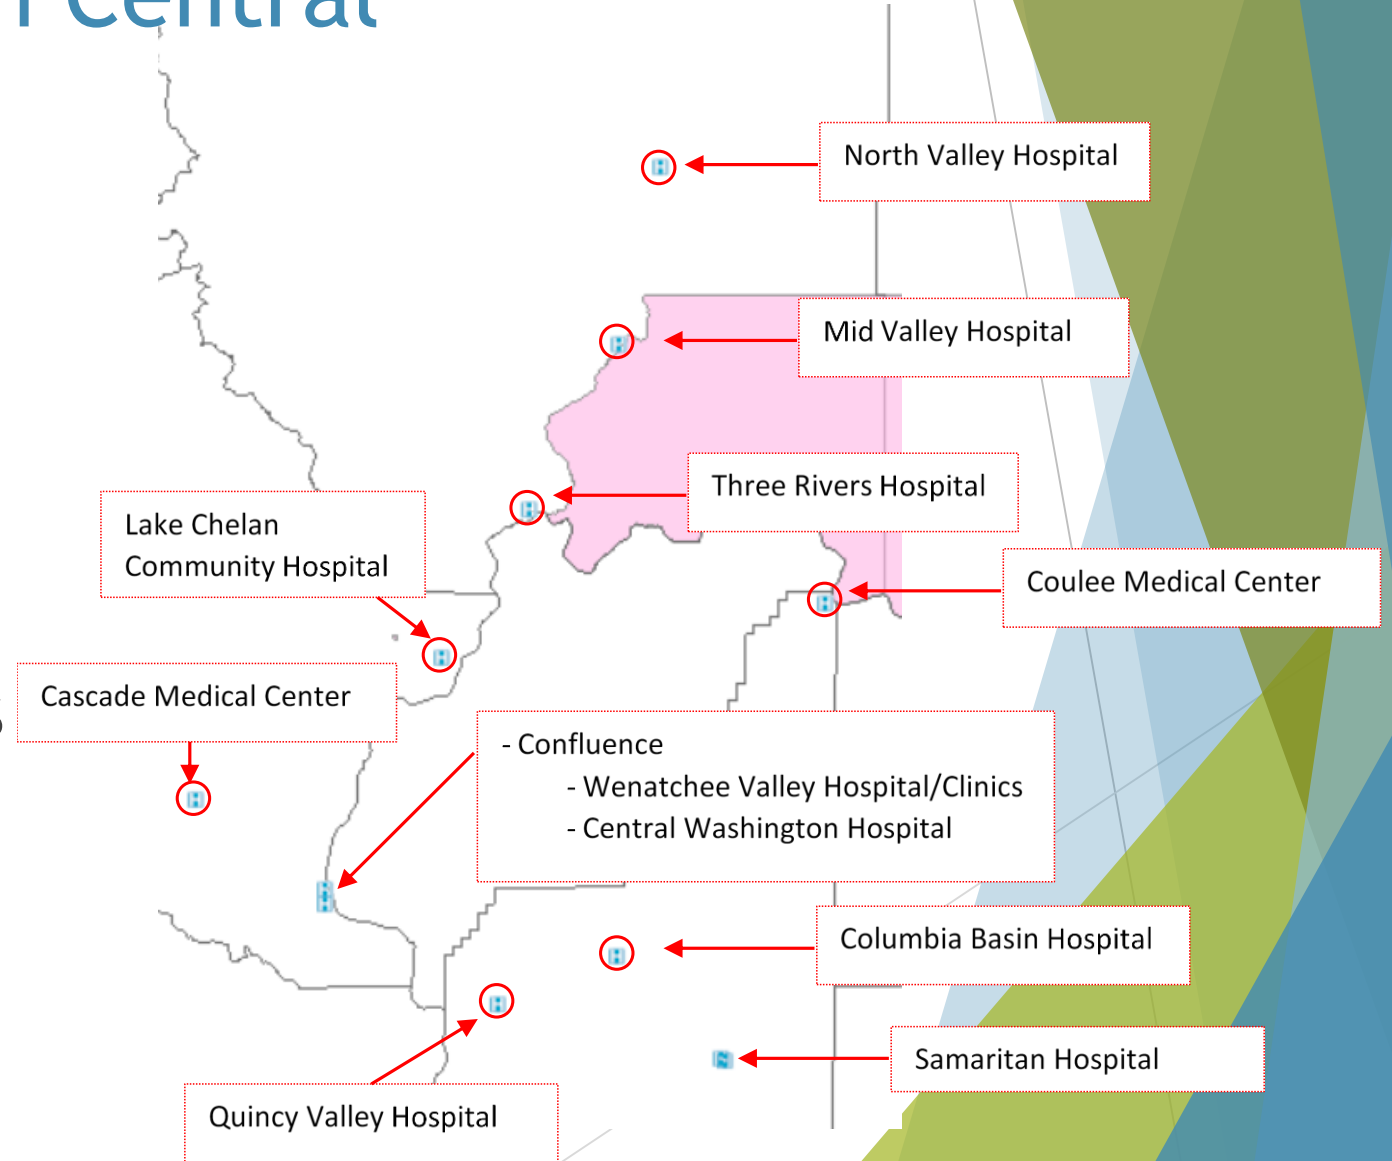 Central
North Valley Hospital
Mid Valley Hospital
Three Rivers Hospital
Lake Chelan
Community Hospital
Coulee Medical Center
Cascade Medical Center
- Confluence
- Wenatchee Valley Hospital/Clinics
- Central Washington Hospital
Columbia Basin Hospital
Samaritan Hospital
Quincy Valley Hospital